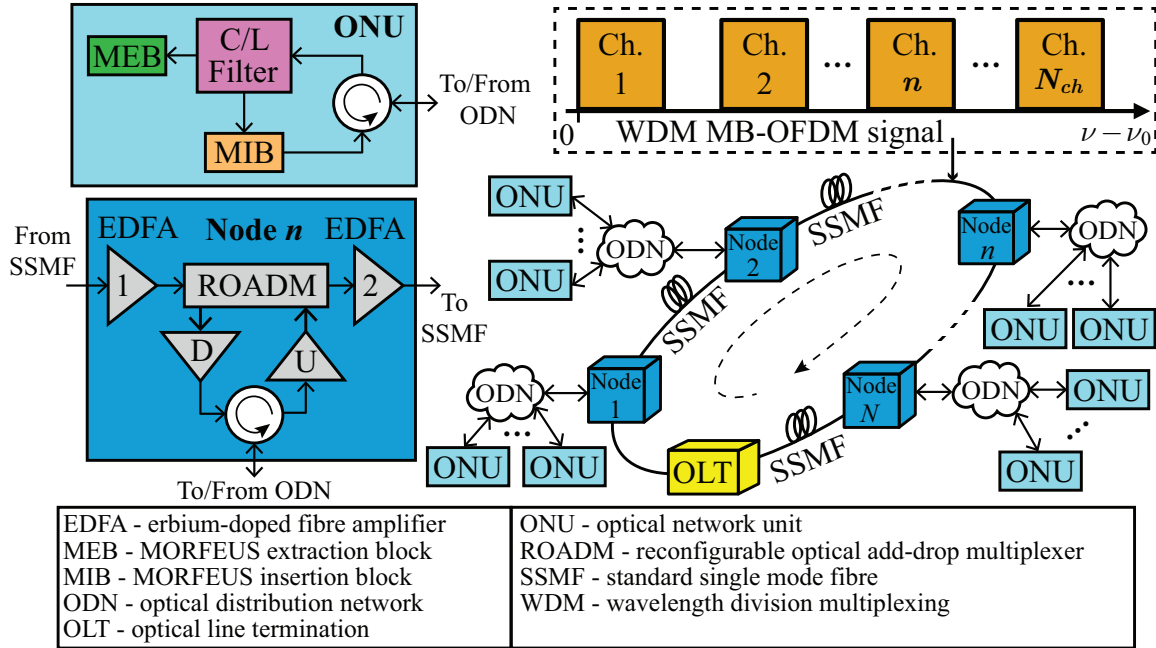 ONU
MEB
C/L
Filter
MIB
To/From
ODN
Ch.
1
Ch.
2
...
Ch.
n
...
Ch.
N_ch
0
WDM MB-OFDM signal
ν − ν₀
From
SSMF
EDFA
Node n
EDFA
1
ROADM
2
D
U
To
SSMF
To/From ODN
ONU
...
ONU
ODN
Node
2
SSMF
SSMF
Node
n
ODN
...
ONU
ONU
Node
1
ODN
...
ONU
ONU
OLT
SSMF
Node
N
ODN
ONU
...
ONU
EDFA - erbium-doped fibre amplifier
MEB - MORFEUS extraction block
MIB - MORFEUS insertion block
ODN - optical distribution network
OLT - optical line termination
ONU - optical network unit
ROADM - reconfigurable optical add-drop multiplexer
SSMF - standard single mode fibre
WDM - wavelength division multiplexing